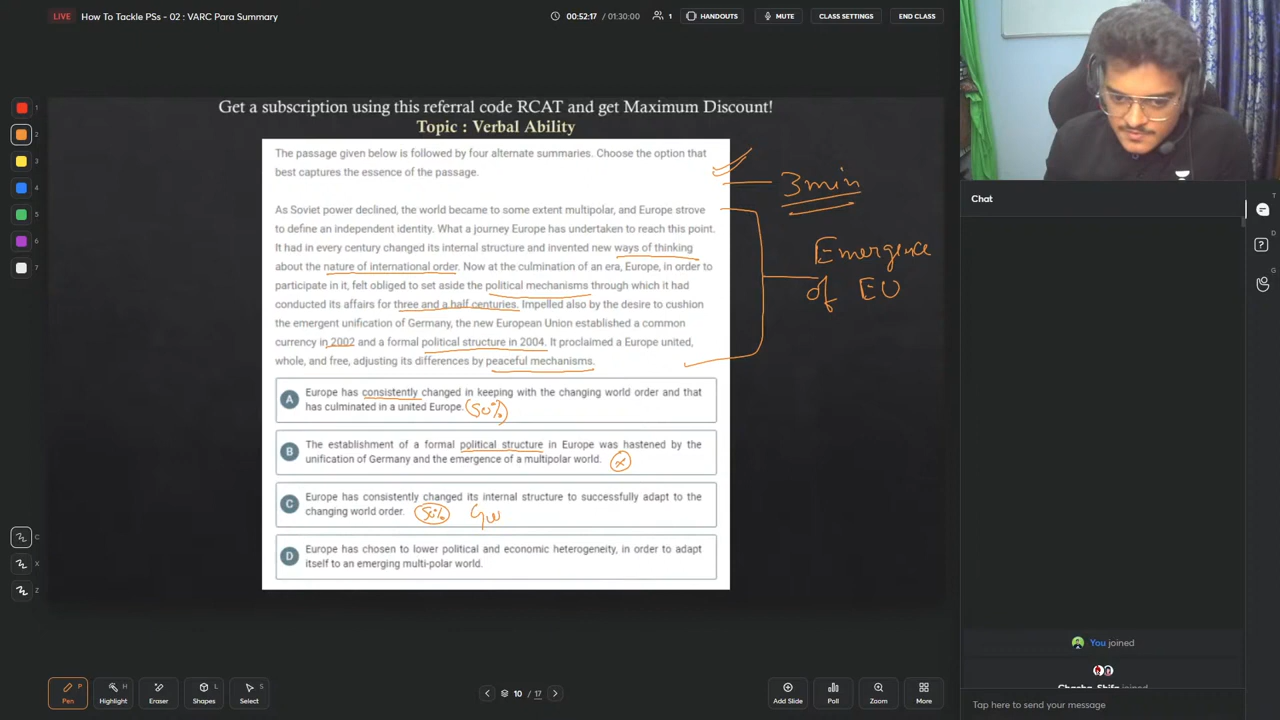 LIVE How To Tackle PSs - 02 : VARC Para Summary 00:52:17 / 01:30:00 1 HANDOUTS MUTE CLASS SETTINGS END CLASS
Get a subscription using this referral code RCAT and get Maximum Discount!
Topic : Verbal Ability
The passage given below is followed by four alternate summaries. Choose the option that
best captures the essence of the passage.
3 min
As Soviet power declined, the world became to some extent multipolar, and Europe strove
to define an independent identity. What a journey Europe has undertaken to reach this point.
It had in every century changed its internal structure and invented new ways of thinking
about the nature of international order. Now at the culmination of an era, Europe, in order to
participate in it, felt obliged to set aside the political mechanisms through which it had
conducted its affairs for three and a half centuries. Impelled also by the desire to cushion
the emergent unification of Germany, the new European Union established a common
currency in 2002 and a formal political structure in 2004. It proclaimed a Europe united,
whole, and free, adjusting its differences by peaceful mechanisms.
Emergence
of EU
A Europe has consistently changed in keeping with the changing world order and that
has culminated in a united Europe. (50%)
B The establishment of a formal political structure in Europe was hastened by the
unification of Germany and the emergence of a multipolar world. x
C Europe has consistently changed its internal structure to successfully adapt to the
changing world order. 50%
D Europe has chosen to lower political and economic heterogeneity, in order to adapt
itself to an emerging multi-polar world.
1
2
3
4
5
6
7
C
X
Z
Chat
T
D
G
You joined
Tap here to send your message
Pen P
Highlight H
Eraser E
Shapes L
Select S
10 / 17
Add Slide
Poll
Zoom
More